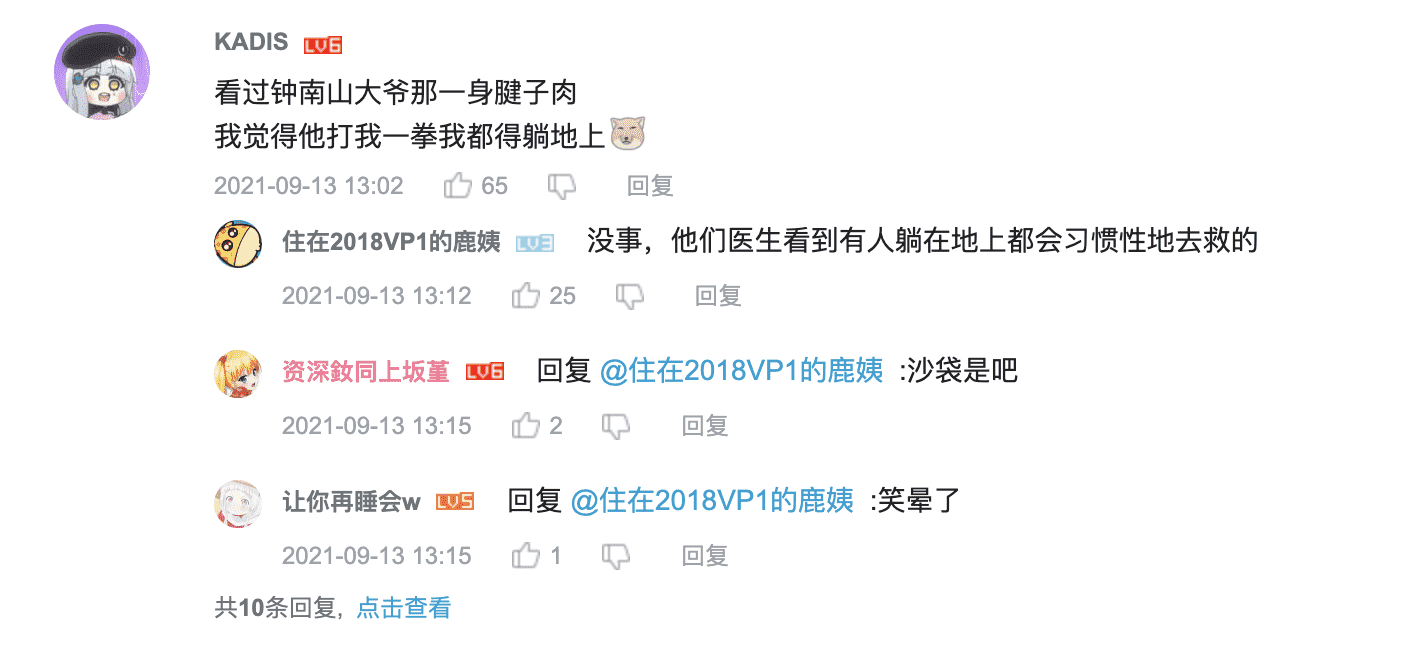 KADIS LV6
看过钟南山大爷那一身腱子肉
我觉得他打我一拳我都得躺地上
2021-09-13 13:02 65 回复
住在2018VP1的鹿姨 LV3 没事，他们医生看到有人躺在地上都会习惯性地去救的
2021-09-13 13:12 25 回复
资深敛同上坂堇 LV6 回复 @住在2018VP1的鹿姨 :沙袋是吧
2021-09-13 13:15 2 回复
让你再睡会w LV5 回复 @住在2018VP1的鹿姨 :笑晕了
2021-09-13 13:15 1 回复
共10条回复, 点击查看